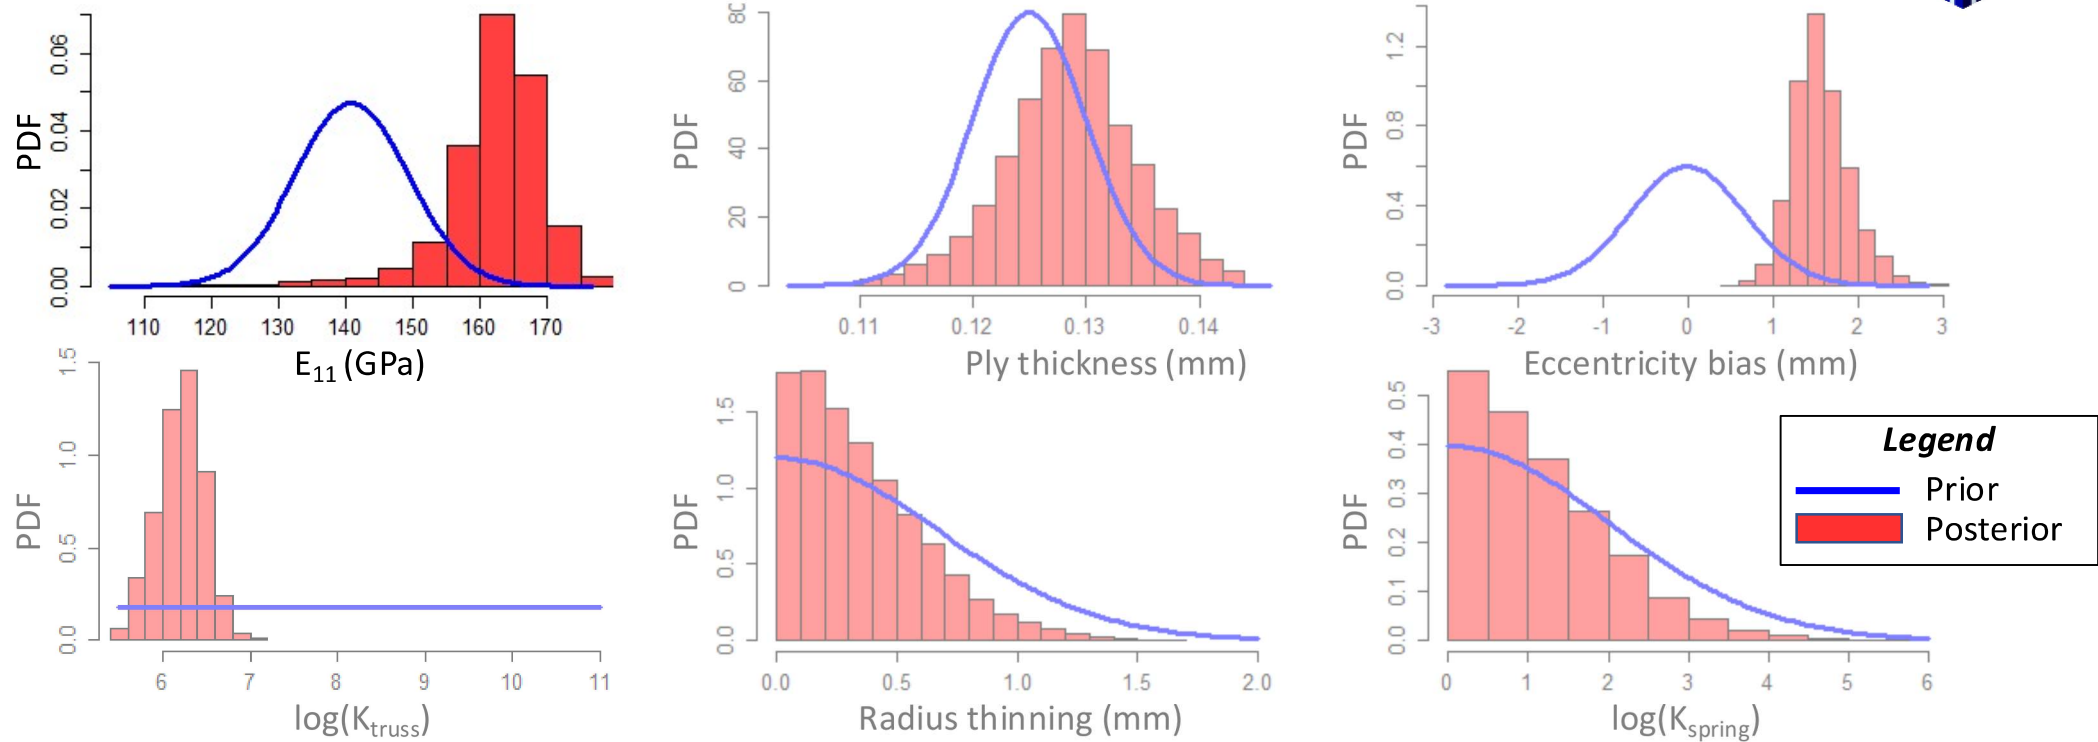 PDF
0.00 0.02 0.04 0.06
110 120 130 140 150 160 170
E11 (GPa)
PDF
0 20 40 60 80
0.11 0.12 0.13 0.14
Ply thickness (mm)
PDF
0.0 0.4 0.8 1.2
-3 -2 -1 0 1 2 3
Eccentricity bias (mm)
PDF
0.0 0.5 1.0 1.5
6 7 8 9 10 11
log(Ktruss)
PDF
0.0 0.5 1.0 1.5
0.0 0.5 1.0 1.5 2.0
Radius thinning (mm)
PDF
0.0 0.1 0.2 0.3 0.4 0.5
0 1 2 3 4 5 6
log(Kspring)
Legend
Prior
Posterior